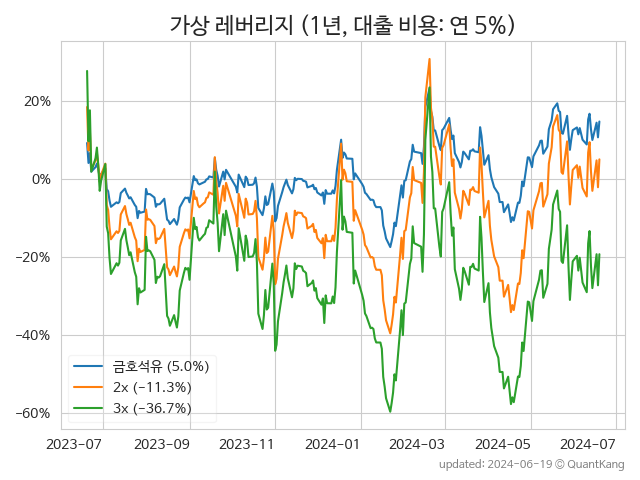 가상 레버리지 (1년, 대출 비용: 연 5%)
20%
0%
−20%
−40%
−60%
금호석유 (5.0%)
2x (−11.3%)
3x (−36.7%)
2023-07 2023-09 2023-11 2024-01 2024-03 2024-05 2024-07
updated: 2024-06-19 ⓒ QuantKang